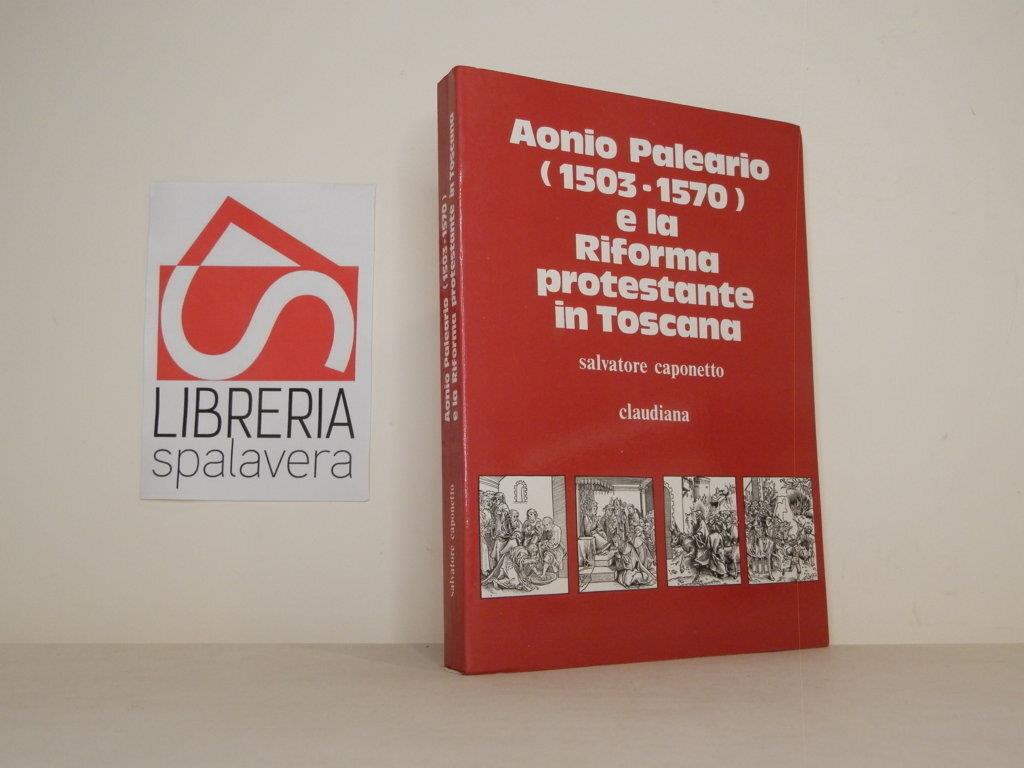 LIBRERIA
spalavera
Aonio Paleario (1503-1570)
e la Riforma protestante in Toscana
salvatore caponetto
Aonio Paleario
(1503-1570)
e la
Riforma
protestante
in Toscana
salvatore caponetto
claudiana